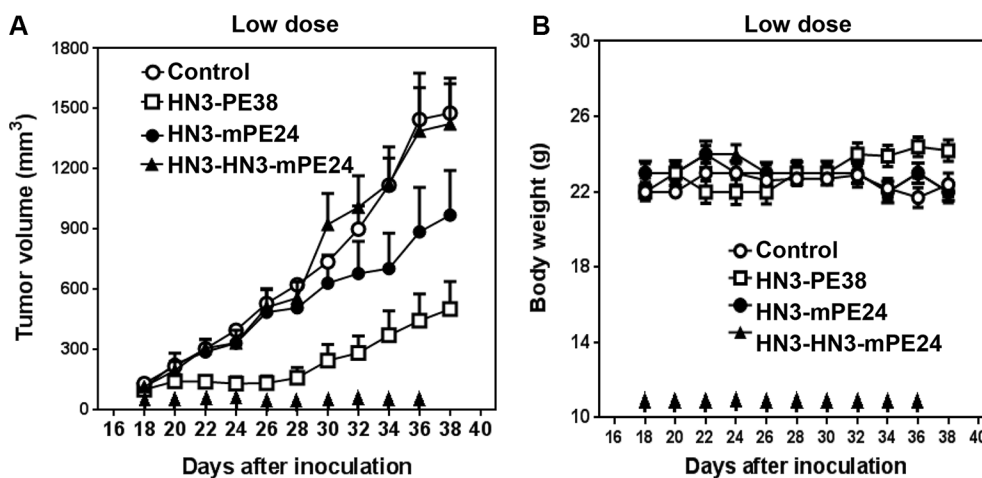 A
Low dose
Tumor volume (mm³)
1800
1500
1200
900
600
300
0
Control
HN3-PE38
HN3-mPE24
HN3-HN3-mPE24
16 18 20 22 24 26 28 30 32 34 36 38 40
Days after inoculation
B
Low dose
Body weight (g)
30
26
22
18
14
10
Control
HN3-PE38
HN3-mPE24
HN3-HN3-mPE24
16 18 20 22 24 26 28 30 32 34 36 38 40
Days after inoculation